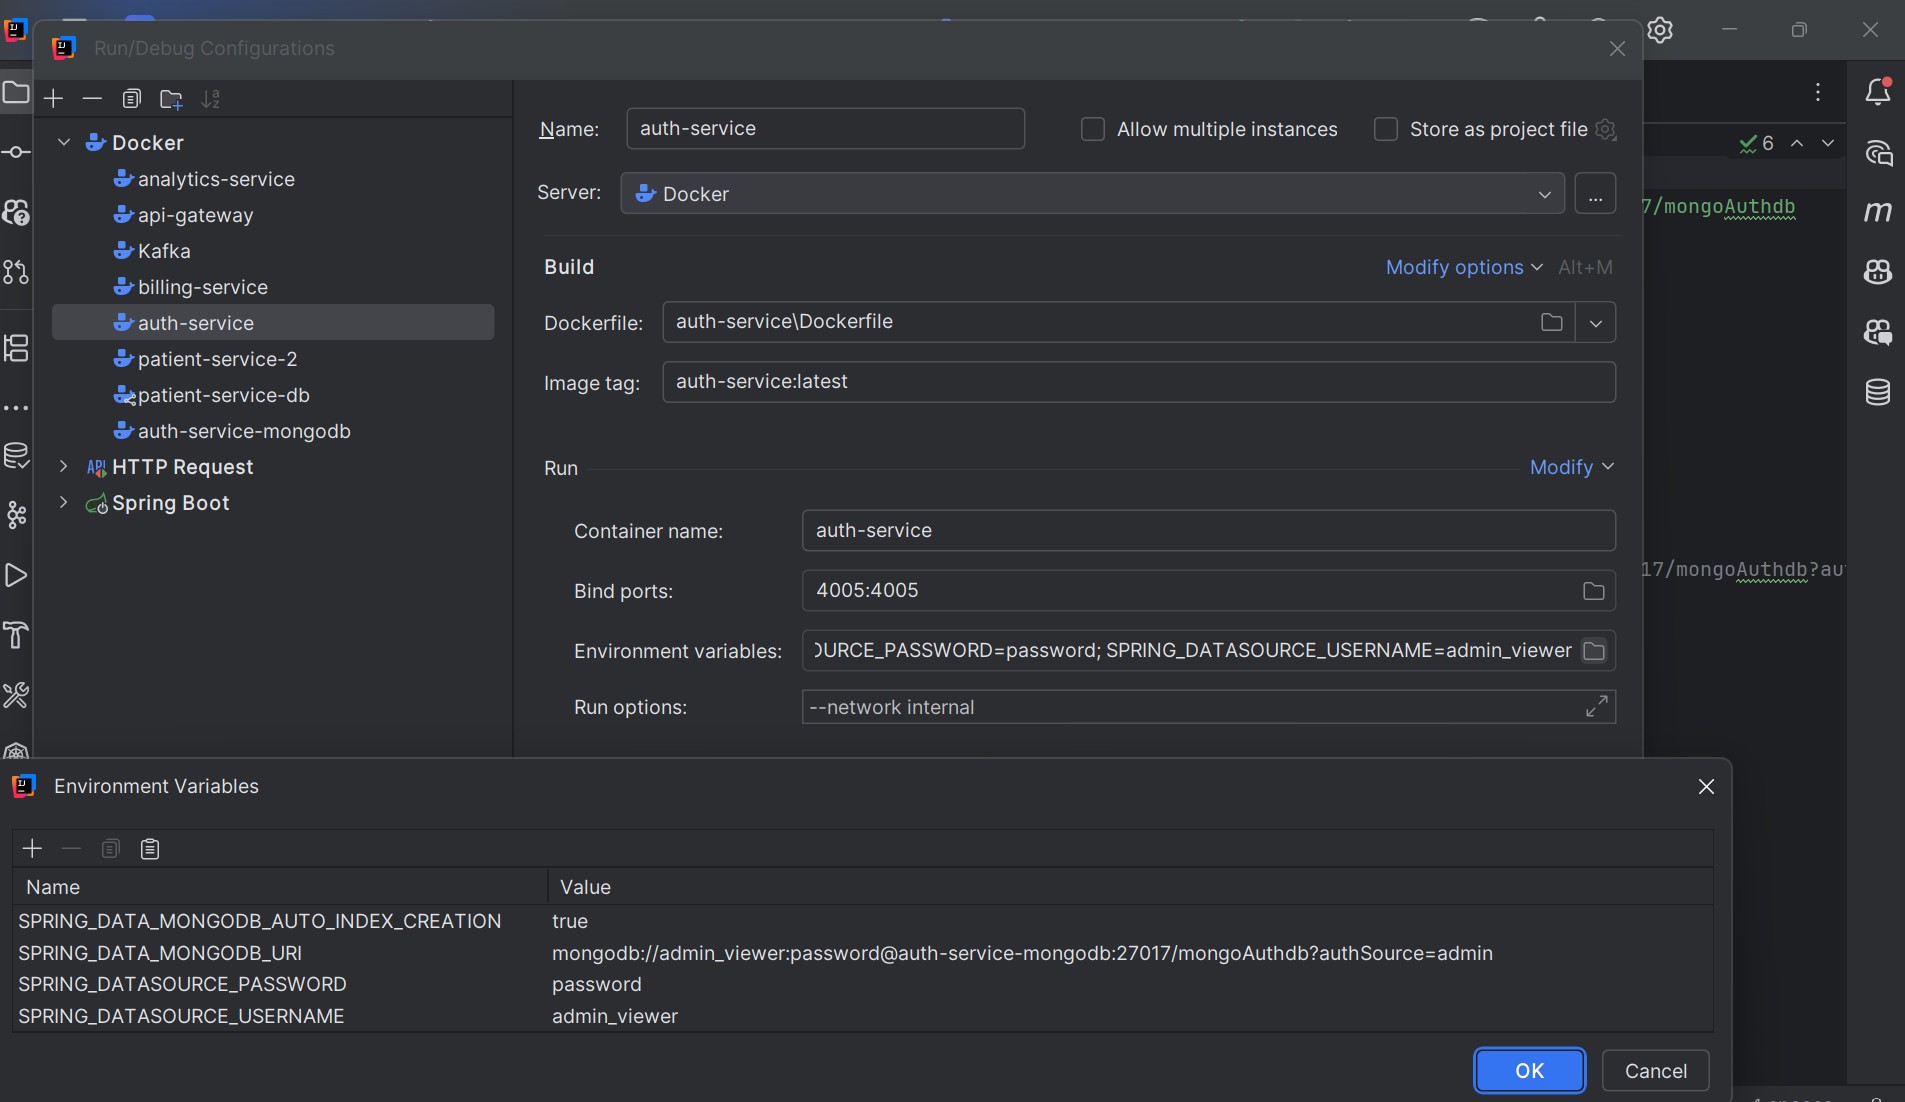 Run/Debug Configurations
Name: auth-service Allow multiple instances Store as project file
Server: Docker ...
Docker
analytics-service
api-gateway
Kafka
billing-service
auth-service
patient-service-2
patient-service-db
auth-service-mongodb
API HTTP Request
Spring Boot
Build Modify options Alt+M
Dockerfile: auth-service\Dockerfile
Image tag: auth-service:latest
Run Modify
Container name: auth-service
Bind ports: 4005:4005
Environment variables: OURCE_PASSWORD=password; SPRING_DATASOURCE_USERNAME=admin_viewer
Run options: --network internal
6
7/mongoAuthdb
17/mongoAuthdb?au
m
Environment Variables
Name Value
SPRING_DATA_MONGODB_AUTO_INDEX_CREATION true
SPRING_DATA_MONGODB_URI mongodb://admin_viewer:password@auth-service-mongodb:27017/mongoAuthdb?authSource=admin
SPRING_DATASOURCE_PASSWORD password
SPRING_DATASOURCE_USERNAME admin_viewer
OK Cancel